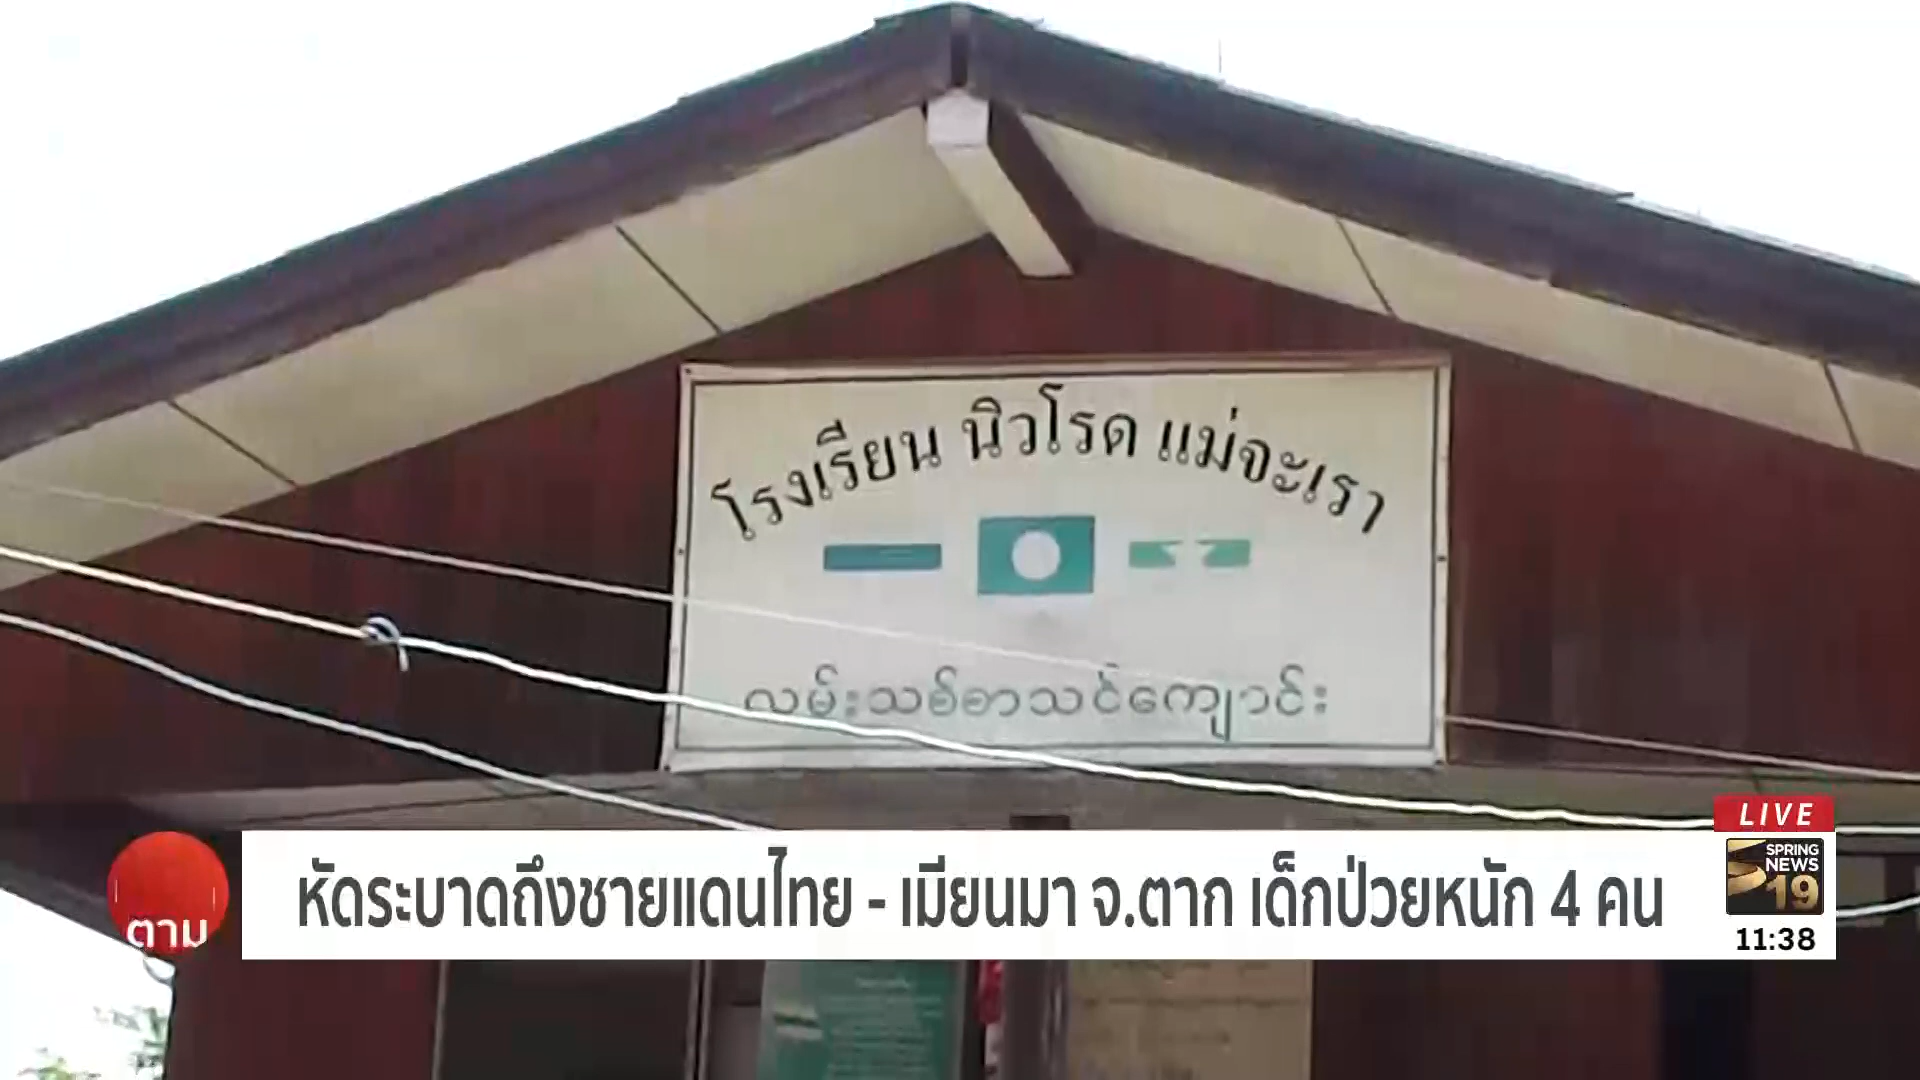 โรงเรียน นิวโรด แม่จะเรา
လမ်းသစ်စာသင်ကျောင်း
LIVE
ตาม
หัดระบาดถึงชายแดนไทย - เมียนมา จ.ตาก เด็กป่วยหนัก 4 คน
SPRING
NEWS
19
11:38